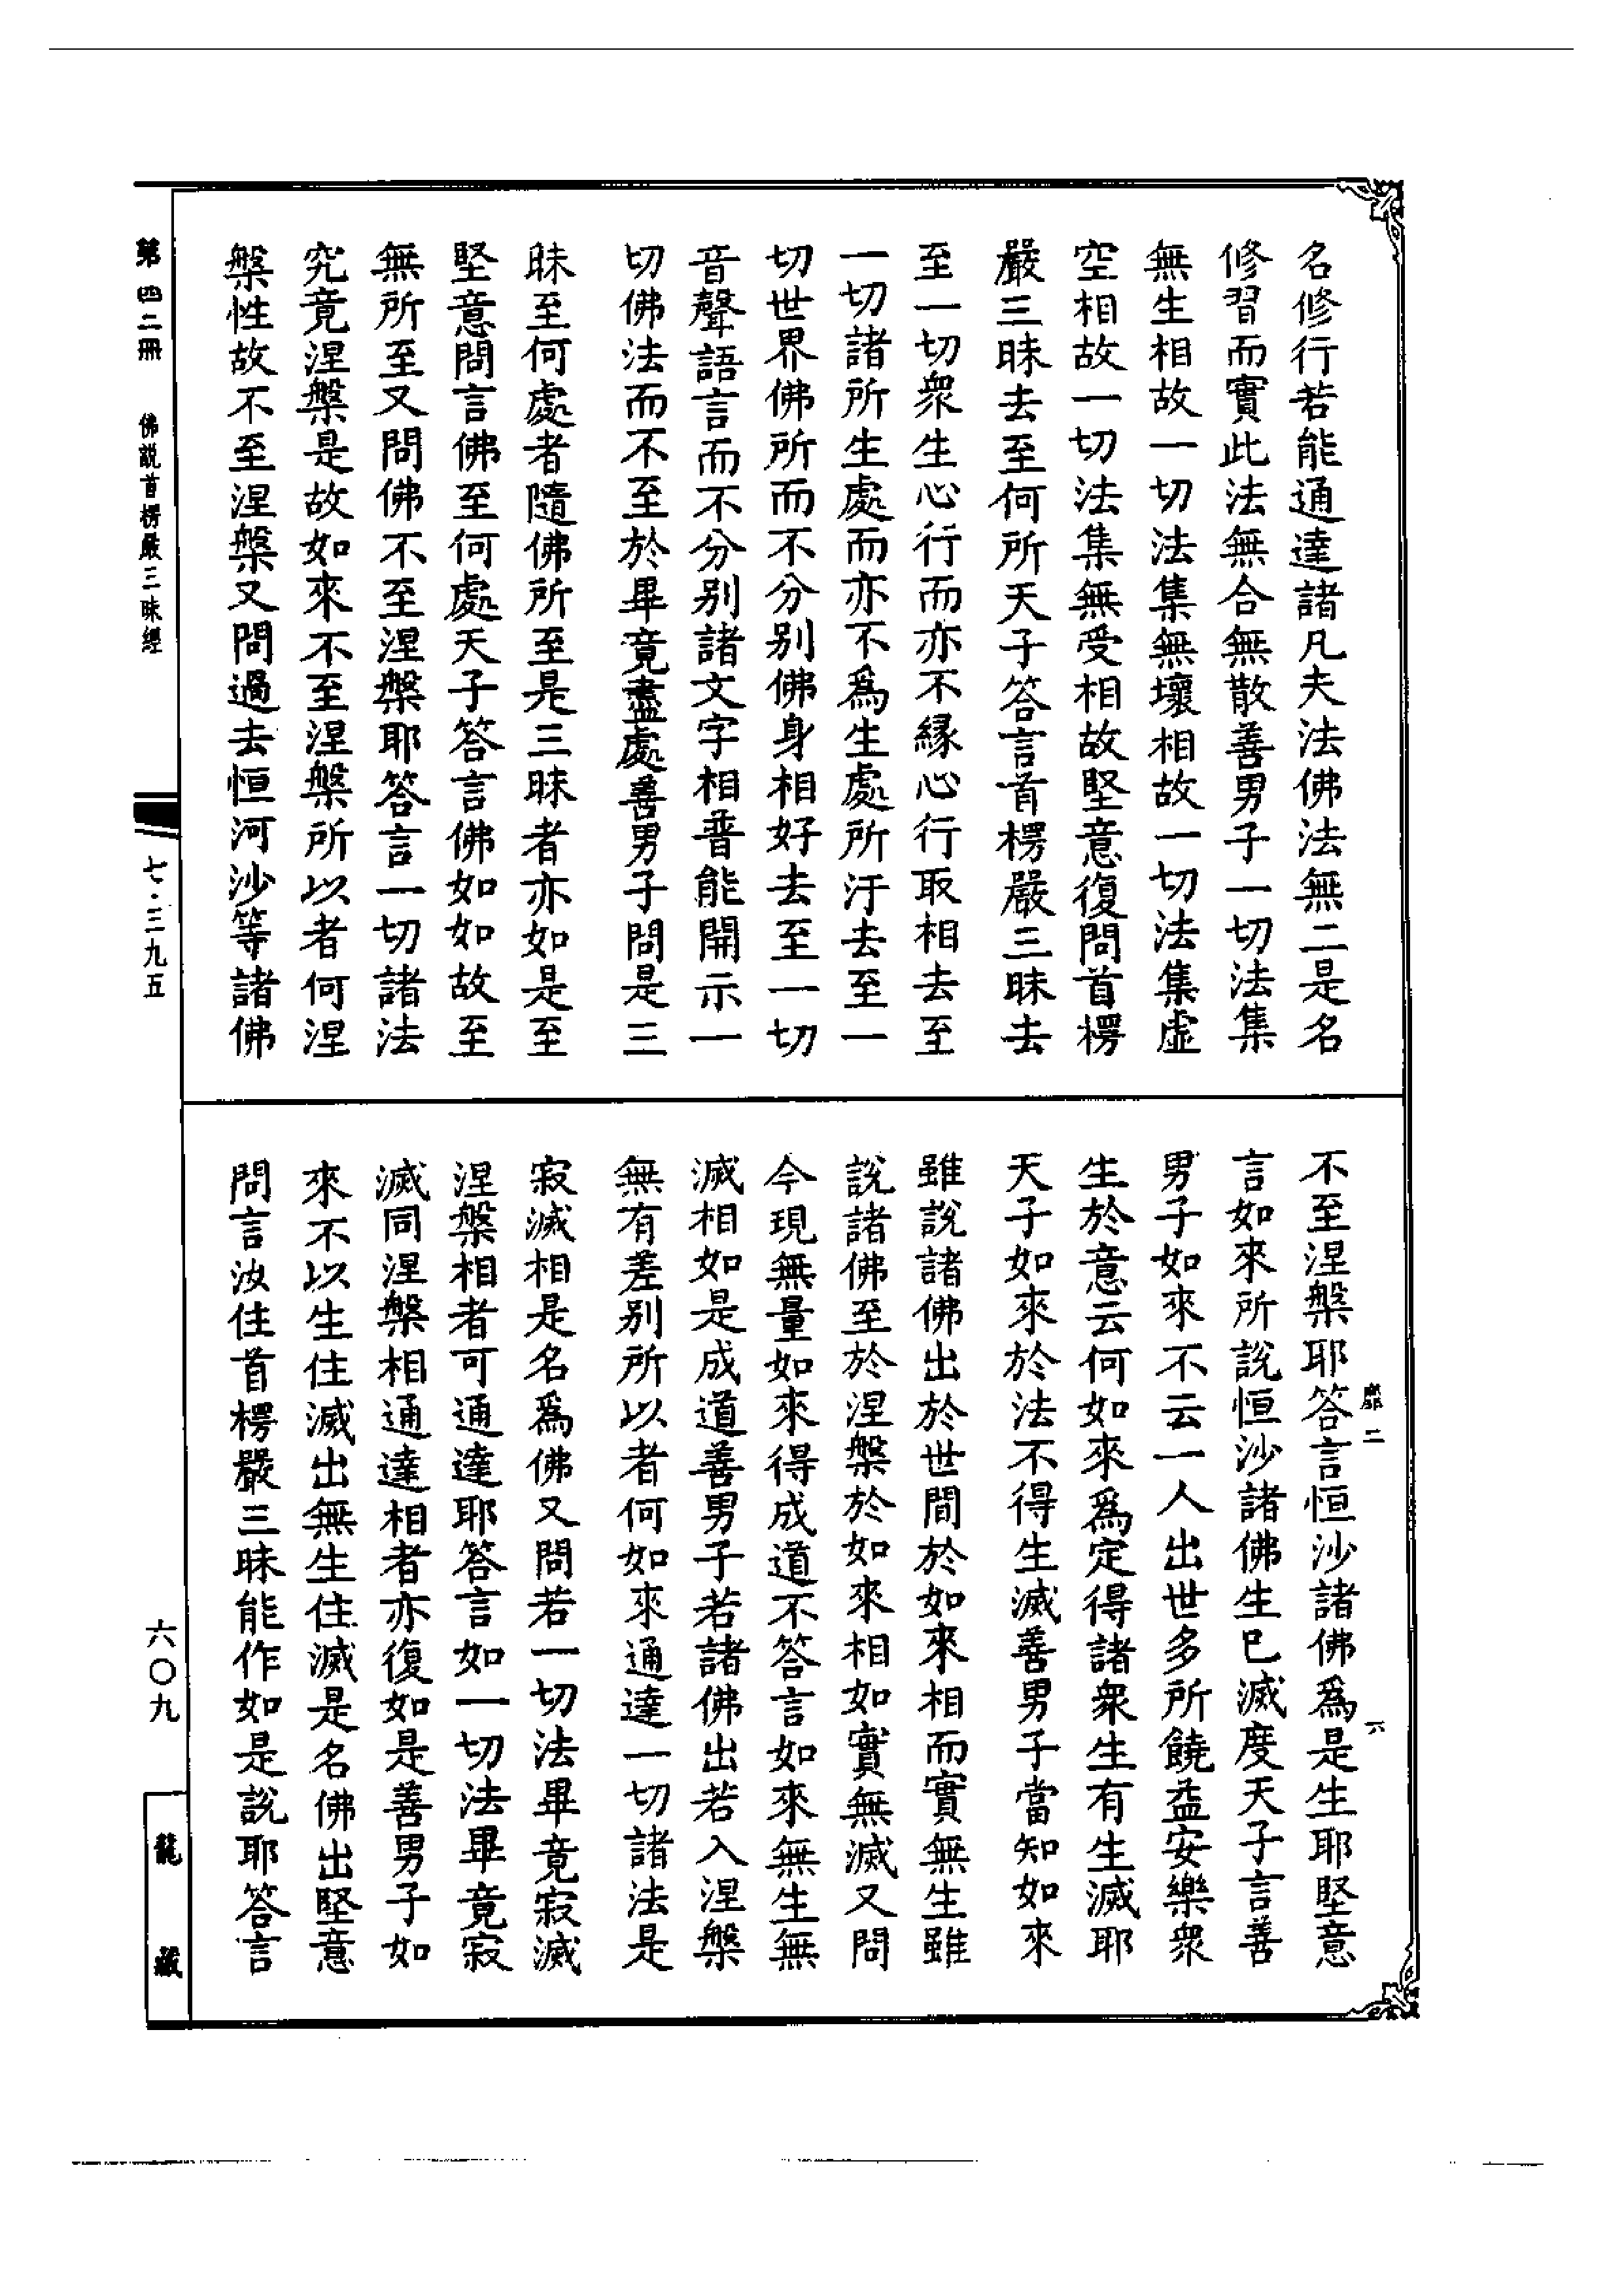 名修行若能通達諸凡夫法佛法無二是名
修習而實此法無合無散善男子一切法集
無生相故一切法集無壞相故一切法集虛
空相故一切法集無受相故堅意復問首楞
嚴三昧去至何所天子答言首楞嚴三昧去
至一切衆生心行而亦不緣心行取相去至
一切諸所生處而亦不爲生處所汙去至一
切世界佛所而不分別佛身相好去至一切
音聲語言而不分別諸文字相普能開示一
切佛法而不至於畢竟盡處善男子問是三
昧至何處者隨佛所至是三昧者亦如是至
堅意問言佛至何處天子答言佛如如故至
無所至又問佛不至涅槃耶答言一切諸法
究竟涅槃是故如來不至涅槃所以者何涅
槃性故不至涅槃又問過去恒河沙等諸佛
不至涅槃耶答言恒沙諸佛爲是生耶堅意
言如來所說恒沙諸佛生已滅度天子言善
男子如來不云一人出世多所饒益安樂衆
生於意云何如來爲定得諸衆生有生滅耶
天子如來於法不得生滅善男子當知如來
雖說諸佛出於世間於如來相而實無生雖
說諸佛至於涅槃於如來相如實無滅又問
今現無量如來得成道不答言如來無生無
滅相如是成道善男子若諸佛出若入涅槃
無有差別所以者何如來通達一切諸法是
寂滅相是名爲佛又問若一切法畢竟寂滅
涅槃相者可通達耶答言如一切法畢竟寂
滅同涅槃相通達相者亦復如是善男子如
來不以生住滅出無生住滅是名佛出堅意
問言汝住首楞嚴三昧能作如是說耶答言
靡二
六
第四二冊
佛説首楞嚴三昧經
七·三九五
六〇九
龍藏